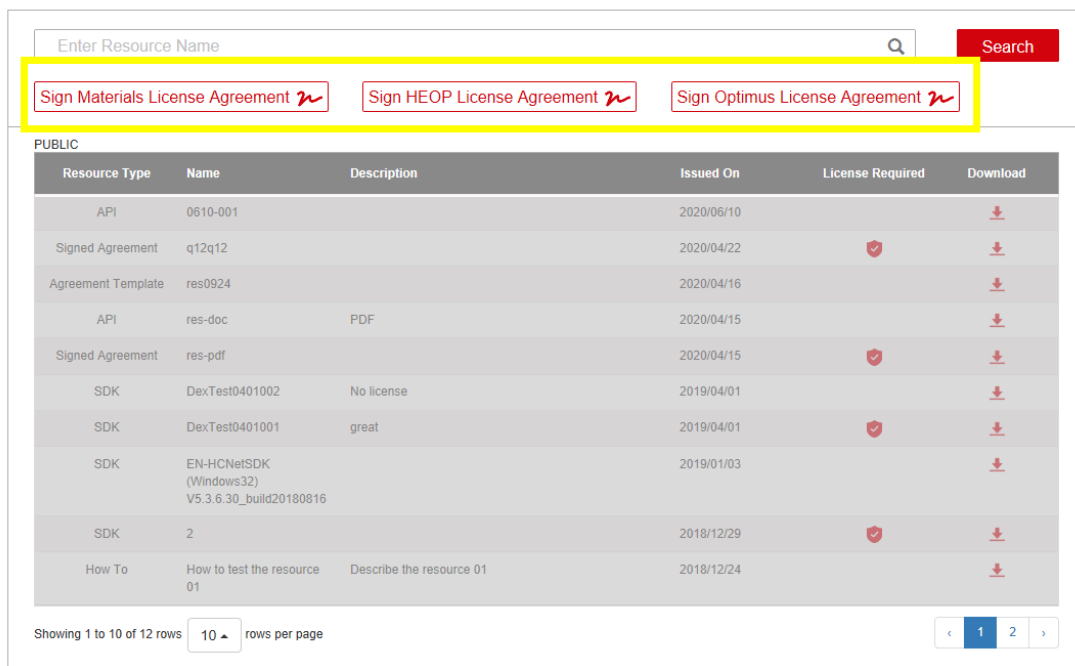 Enter Resource Name
Search
Sign Materials License Agreement
Sign HEOP License Agreement
Sign Optimus License Agreement
PUBLIC
Resource Type Name Description Issued On License Required Download
API 0610-001 2020/06/10
Signed Agreement q12q12 2020/04/22
Agreement Template res0924 2020/04/16
API res-doc PDF 2020/04/15
Signed Agreement res-pdf 2020/04/15
SDK DexTest0401002 No license 2019/04/01
SDK DexTest0401001 great 2019/04/01
SDK EN-HCNetSDK 2019/01/03
(Windows32)
V5.3.6.30_build20180816
SDK 2 2018/12/29
How To How to test the resource Describe the resource 01 2018/12/24
01
Showing 1 to 10 of 12 rows 10 rows per page
‹ 1 2 ›